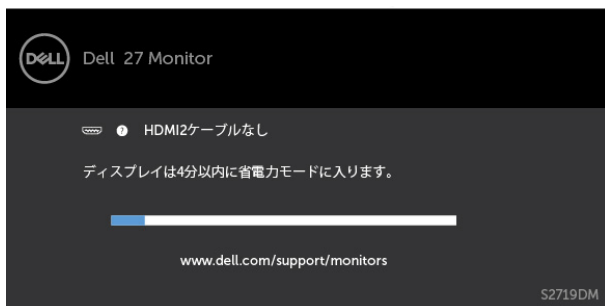 DELL
Dell 27 Monitor
? HDMI2ケーブルなし
ディスプレイは4分以内に省電力モードに入ります。
www.dell.com/support/monitors
S2719DM